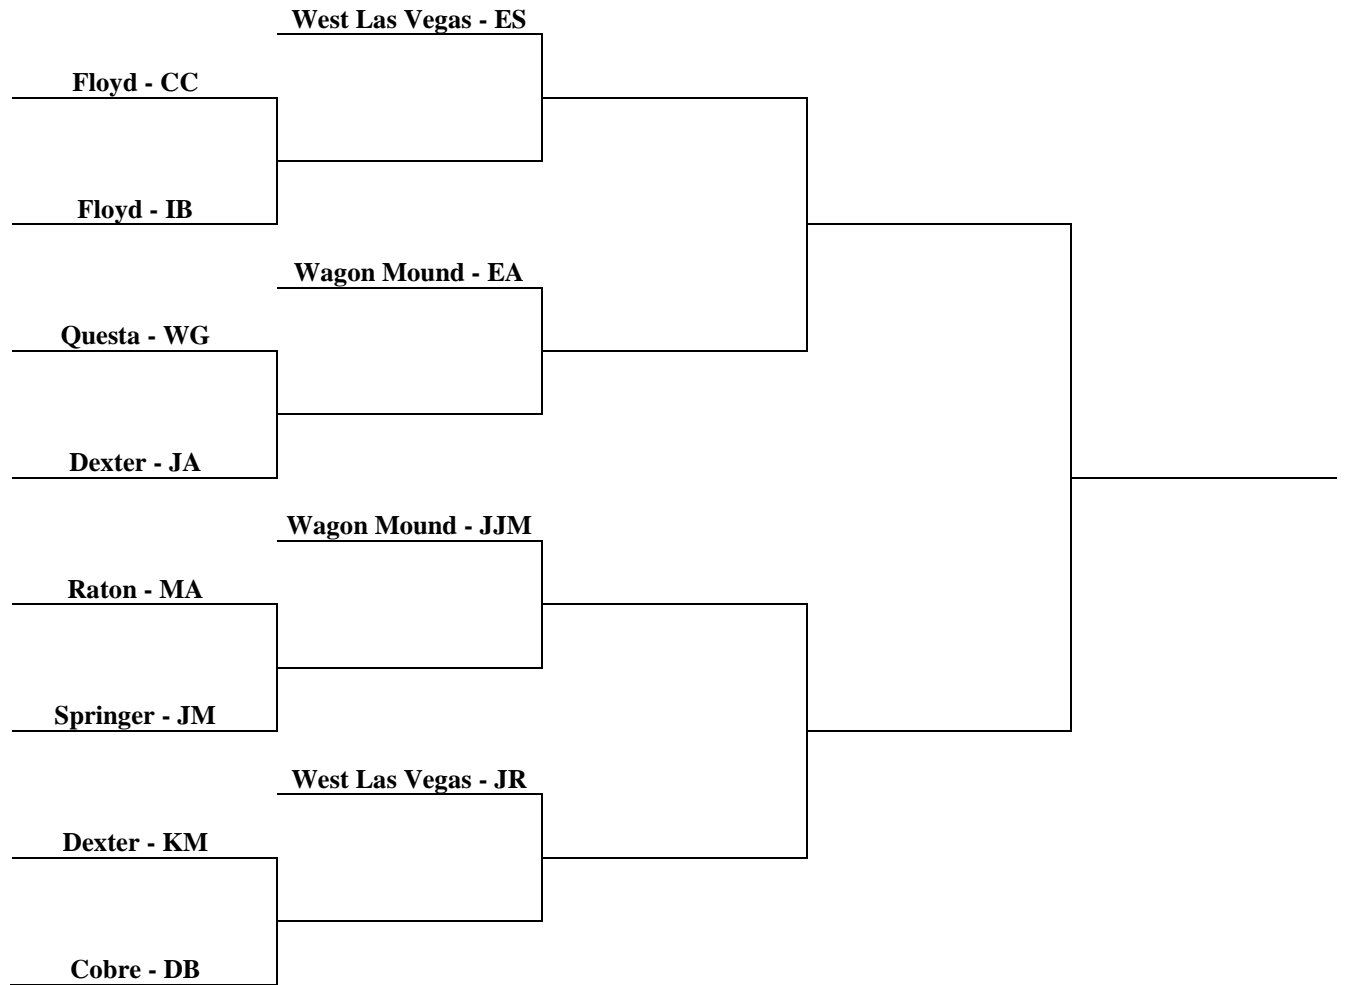 West Las Vegas - ES
Floyd - CC
Floyd - IB
Wagon Mound - EA
Questa - WG
Dexter - JA
Wagon Mound - JJM
Raton - MA
Springer - JM
West Las Vegas - JR
Dexter - KM
Cobre - DB